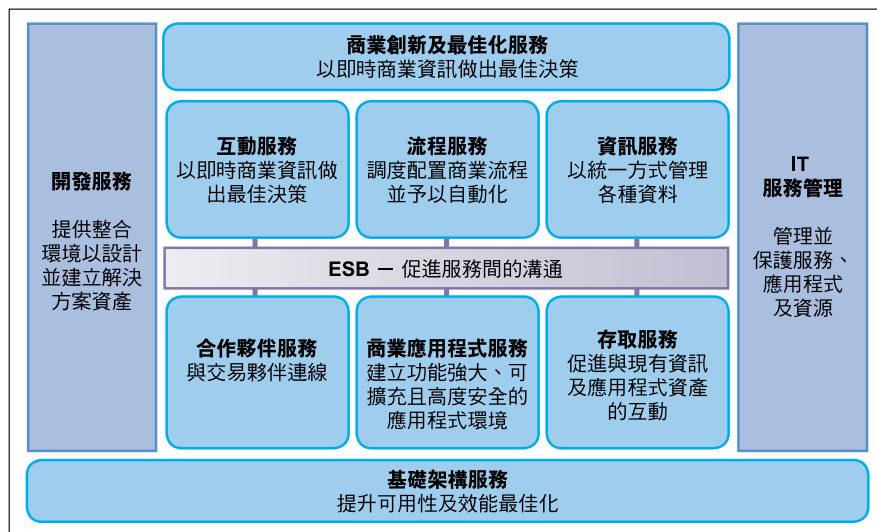 商業創新及最佳化服務
以即時商業資訊做出最佳決策
開發服務
提供整合
環境以設計
並建立解決
方案資產
互動服務
以即時商業資訊做
出最佳決策
流程服務
調度配置商業流程
並予以自動化
資訊服務
以統一方式管理
各種資料
IT
服務管理
管理並
保護服務、
應用程式
及資源
ESB － 促進服務間的溝通
合作夥伴服務
與交易夥伴連線
商業應用程式服務
建立功能強大、可
擴充且高度安全的
應用程式環境
存取服務
促進與現有資訊
及應用程式資產
的互動
基礎架構服務
提升可用性及效能最佳化